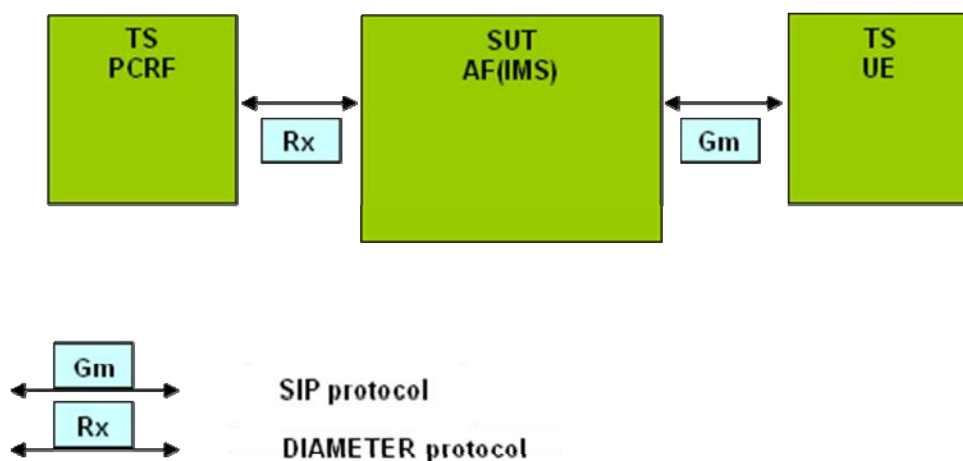 TS
PCRF
SUT
AF(IMS)
TS
UE
Rx
Gm
Gm
SIP protocol
Rx
DIAMETER protocol